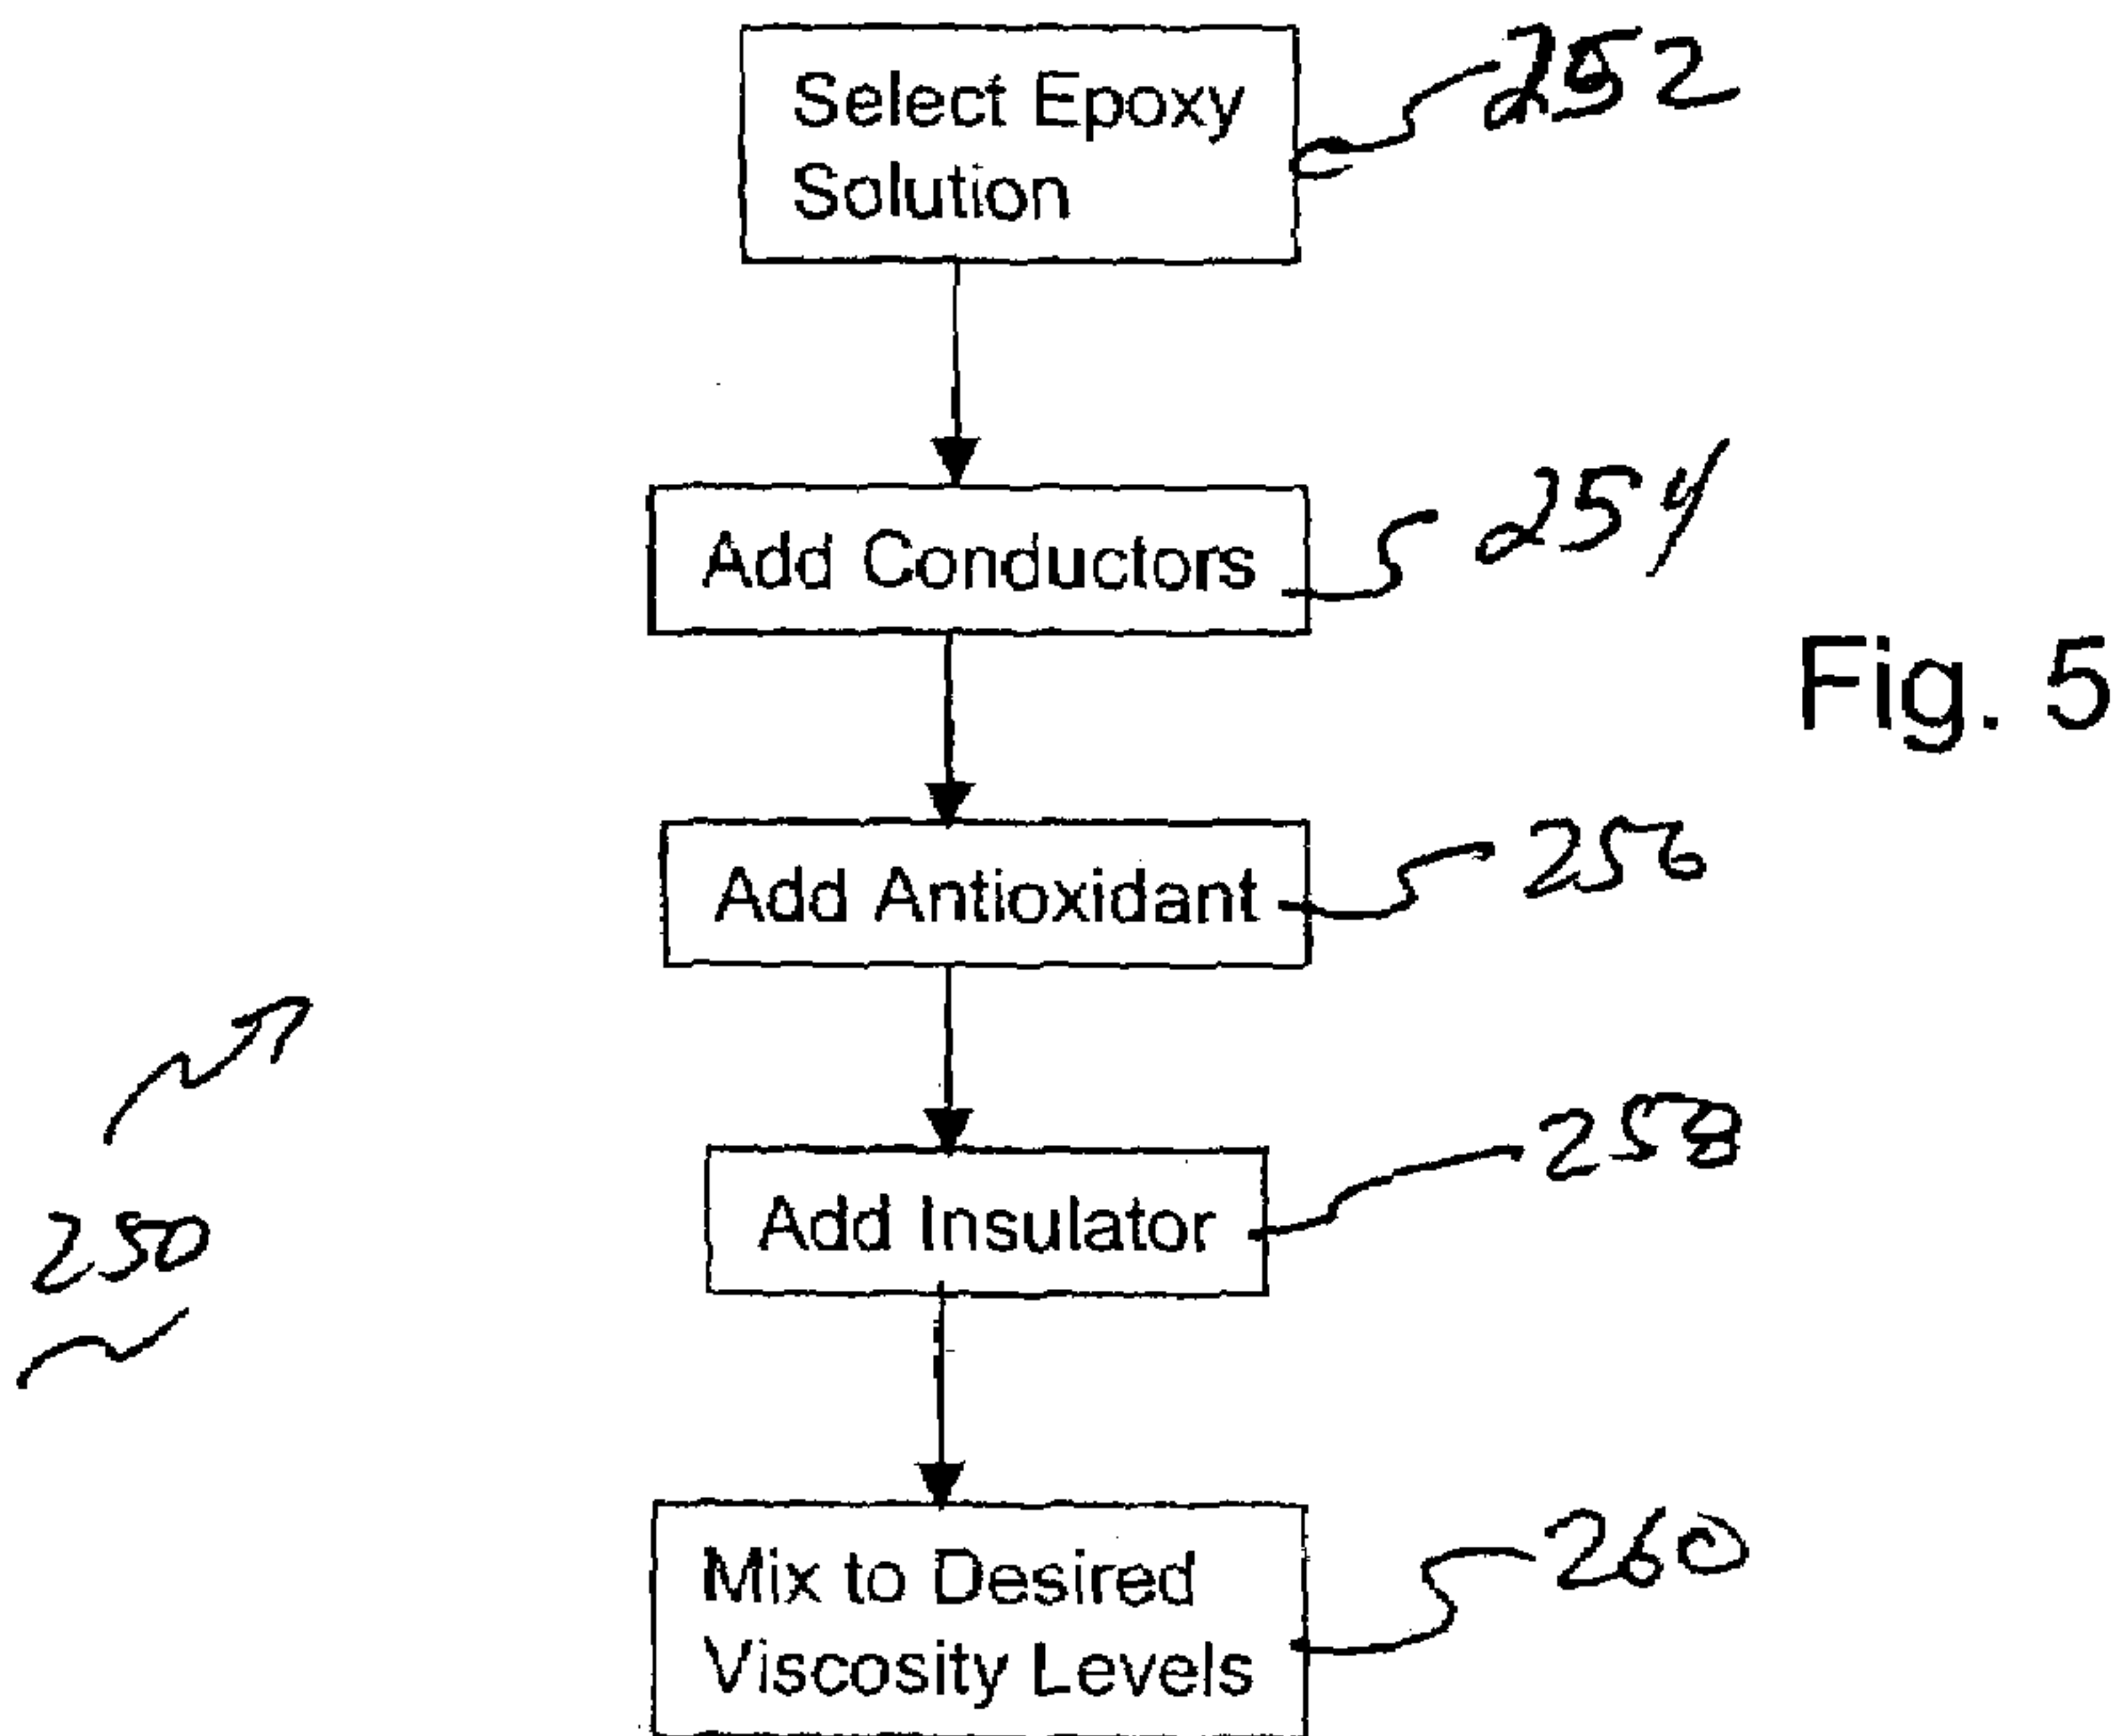 Select Epoxy
Solution
252
Add Conductors
254
Fig. 5
Add Antioxidant
256
Add Insulator
258
250
Mix to Desired
Viscosity Levels
260